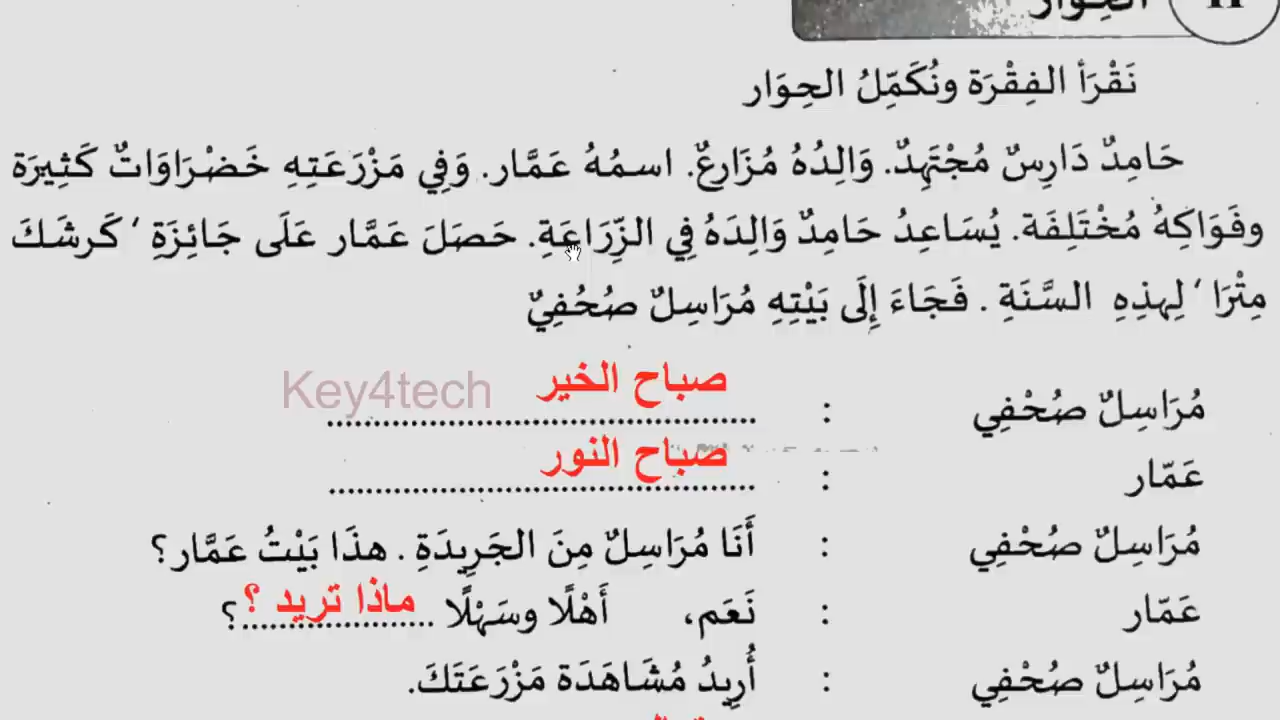 الحِوَار
نَقْرَأ الفِقْرَة ونُكَمِّلُ الحِوَار
حَامِدٌ دَارِسٌ مُجْتَهِدٌ. وَالِدُهُ مُزَارِعٌ. اسمُهُ عَمَّار. وَفِي مَزْرَعَتِهِ خَضْرَاوَاتٌ كَثِيرَة
وفَوَاكِهُ مُخْتَلِفَة. يُسَاعِدُ حَامِدٌ وَالِدَهُ فِي الزِّرَاعَةِ. حَصَلَ عَمَّار عَلَى جَائِزَةِ ‘ كَرشَكَ
مِتْرَا ‘ لِهذِهِ السَّنَةِ . فَجَاءَ إِلَى بَيْتِهِ مُرَاسِلٌ صُحُفِيٌ
Key4tech
مُرَاسِلٌ صُحْفِي : صباح الخير
عَمّار : صباح النور
مُرَاسِلٌ صُحْفِي : أَنَا مُرَاسِلٌ مِنَ الجَرِيدَةِ . هذَا بَيْتُ عَمَّار؟
عَمّار : نَعَم، أَهْلًا وسَهْلًا ماذا تريد ؟ ؟
مُرَاسِلٌ صُحْفِي : أُرِيدُ مُشَاهَدَة مَزْرَعَتَكَ.